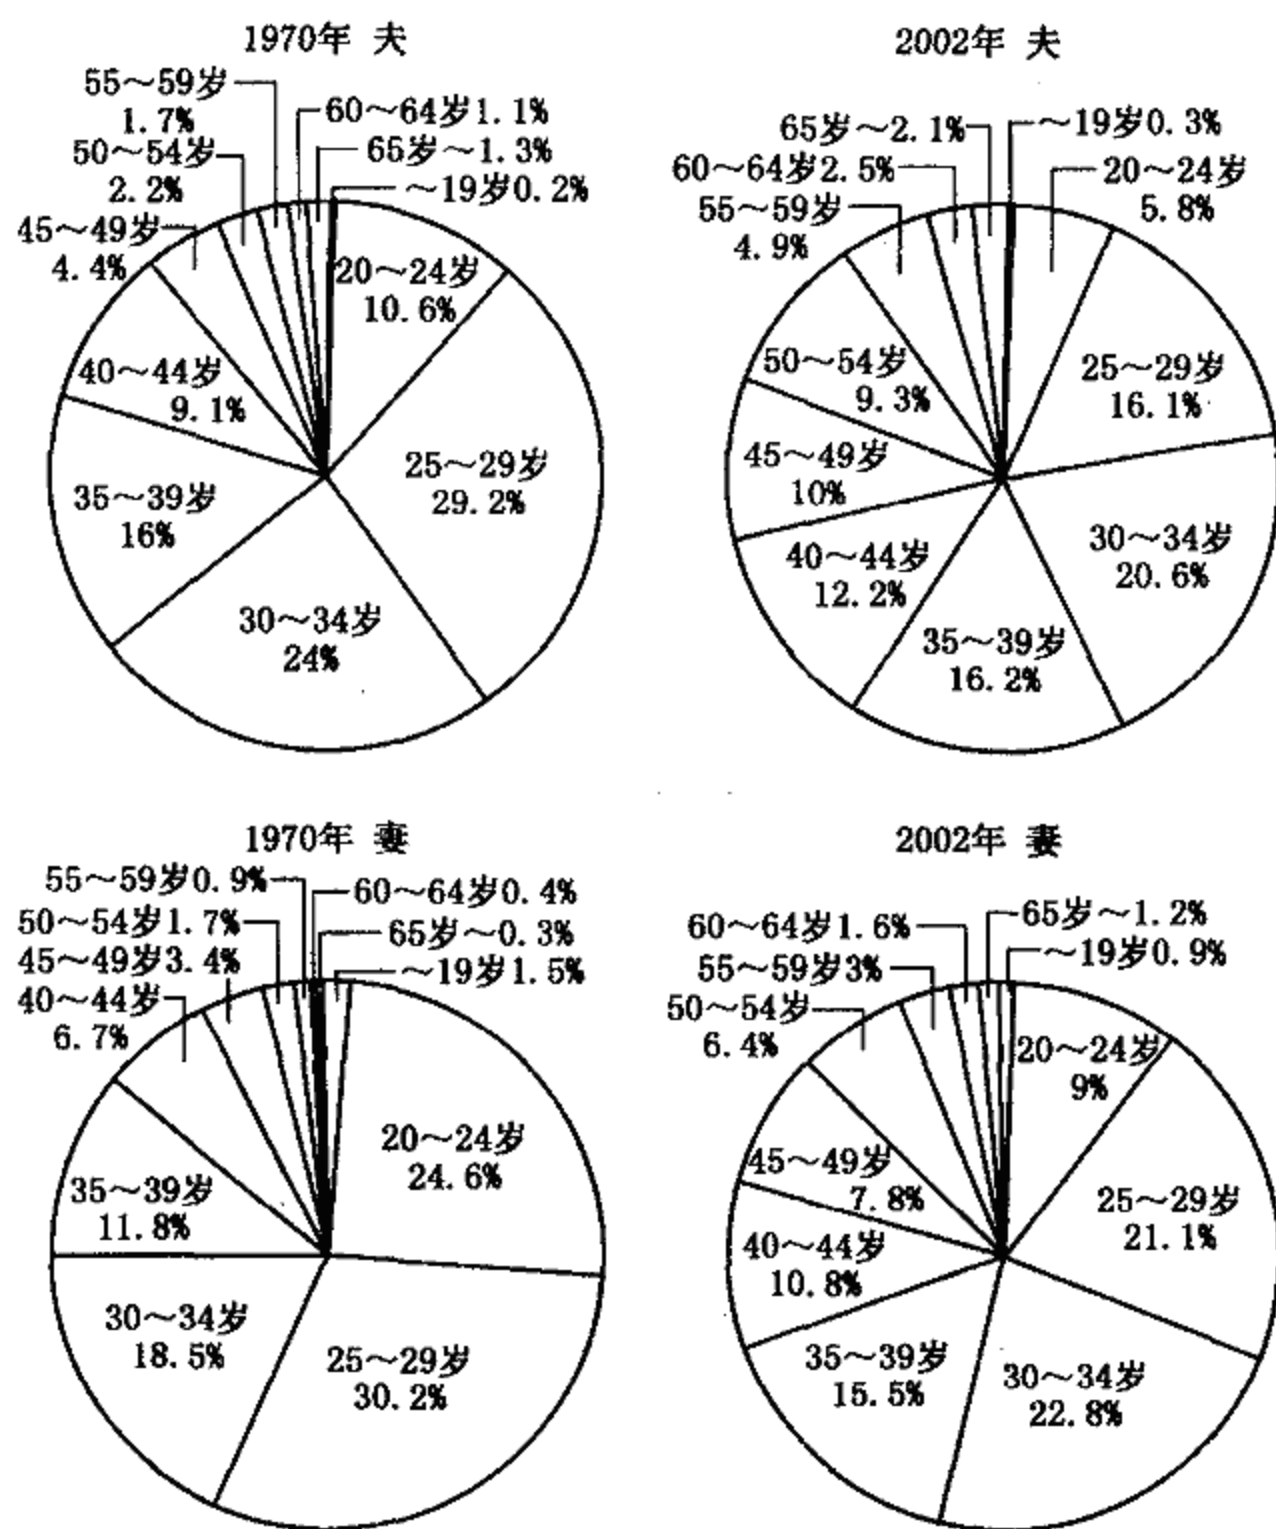 1970年 夫
55～59岁
1.7%
60～64岁1.1%
50～54岁
2.2%
65岁～1.3%
～19岁0.2%
45～49岁
4.4%
20～24岁
10.6%
40～44岁
9.1%
25～29岁
29.2%
35～39岁
16%
30～34岁
24%
2002年 夫
65岁～2.1%
～19岁0.3%
60～64岁2.5%
20～24岁
5.8%
55～59岁
4.9%
50～54岁
9.3%
25～29岁
16.1%
45～49岁
10%
30～34岁
20.6%
40～44岁
12.2%
35～39岁
16.2%
1970年 妻
55～59岁0.9%
60～64岁0.4%
50～54岁1.7%
65岁～0.3%
45～49岁3.4%
～19岁1.5%
40～44岁
6.7%
20～24岁
24.6%
35～39岁
11.8%
30～34岁
18.5%
25～29岁
30.2%
2002年 妻
65岁～1.2%
60～64岁1.6%
～19岁0.9%
55～59岁3%
50～54岁
6.4%
20～24岁
9%
45～49岁
7.8%
25～29岁
21.1%
40～44岁
10.8%
35～39岁
15.5%
30～34岁
22.8%